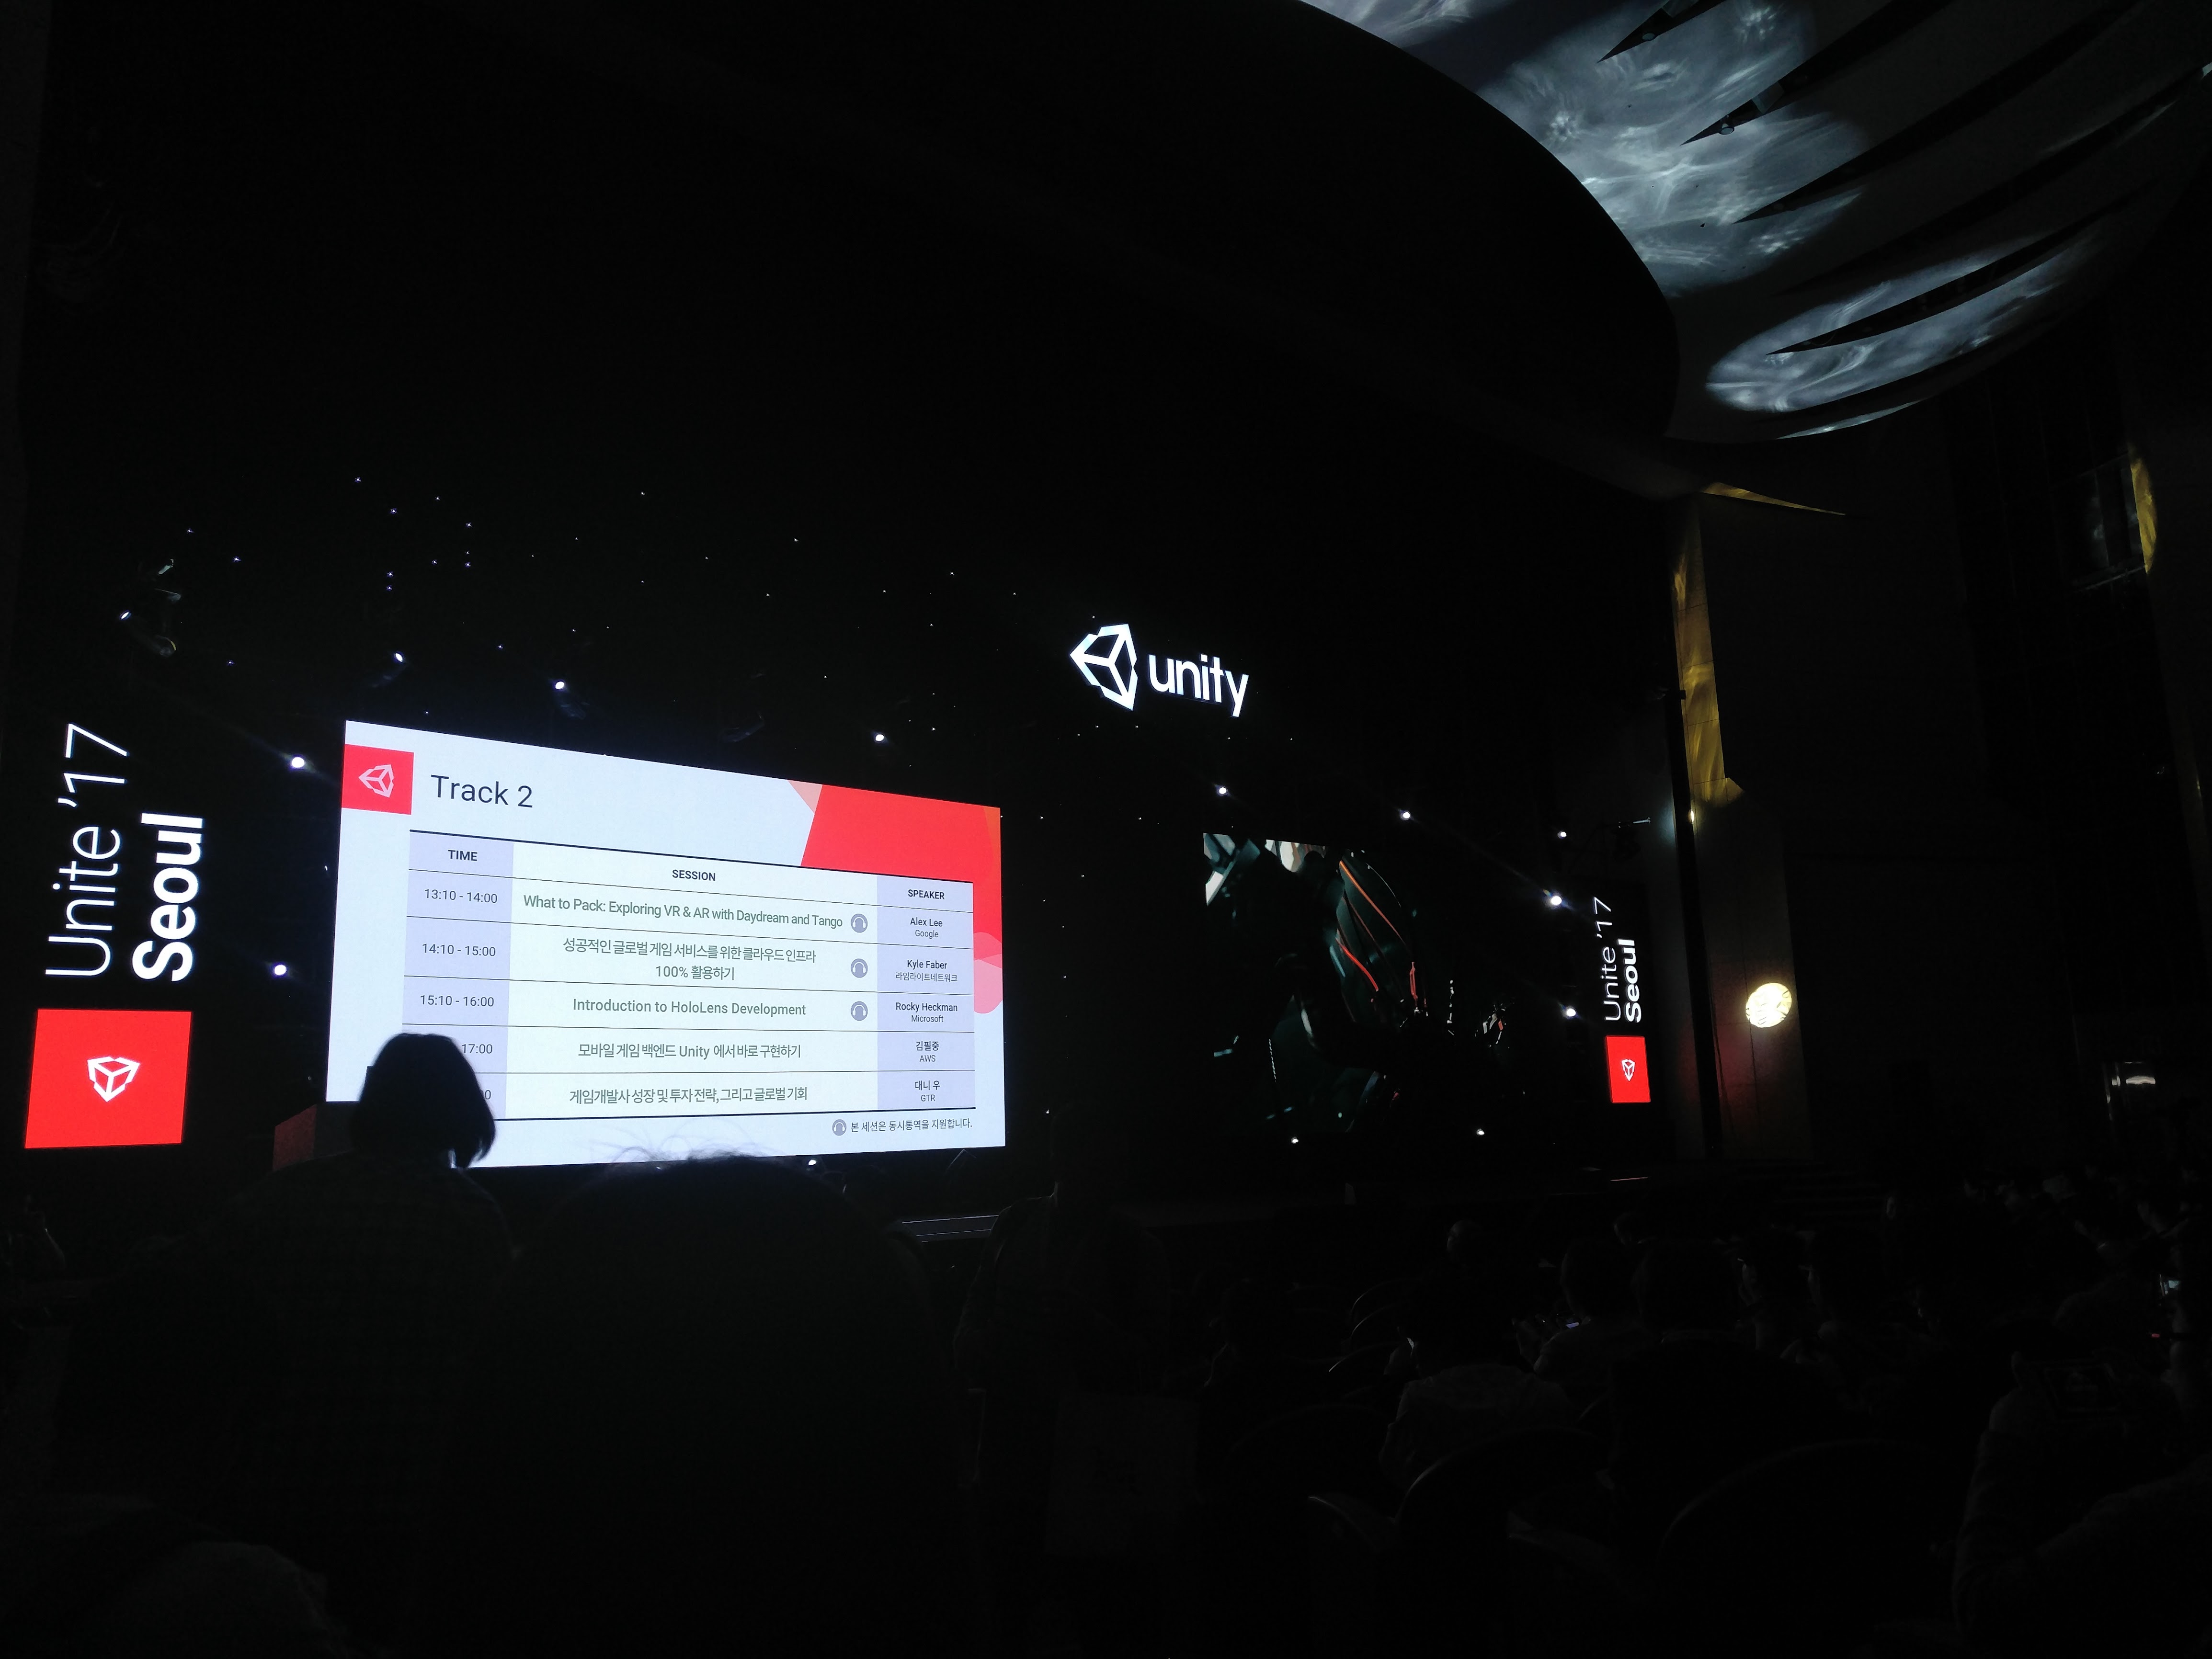 unity
Unite '17
Seoul
Track 2
TIME
SESSION
SPEAKER
13:10 - 14:00
What to Pack: Exploring VR & AR with Daydream and Tango
Alex Lee
Google
14:10 - 15:00
성공적인 글로벌 게임 서비스를 위한 클라우드 인프라
100% 활용하기
Kyle Faber
라임라이트네트워크
15:10 - 16:00
Introduction to HoloLens Development
Rocky Heckman
Microsoft
17:00
모바일 게임 백엔드 Unity 에서 바로 구현하기
김필중
AWS
게임개발사 성장 및 투자 전략, 그리고 글로벌 기회
대니 우
GTR
본 세션은 동시통역을 지원합니다.
Unite '17
Seoul